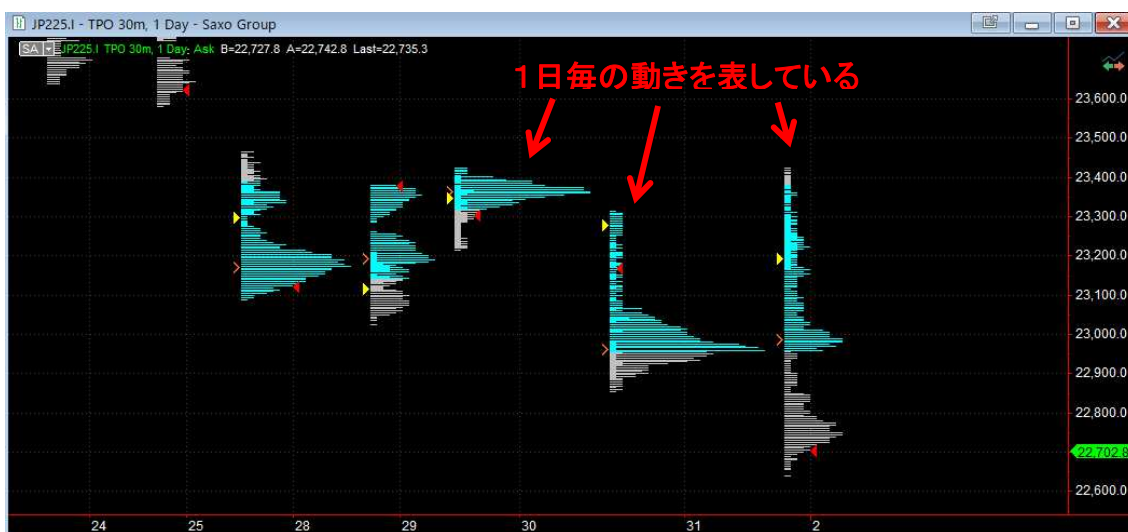 JP225.I - TPO 30m, 1 Day - Saxo Group
SA JP225.I TPO 30m, 1 Day: Ask B=22,727.8 A=22,742.8 Last=22,735.3
１日毎の動きを表している
23,600.0
23,500.0
23,400.0
23,300.0
23,200.0
23,100.0
23,000.0
22,900.0
22,800.0
22,702.8
22,600.0
24 25 28 29 30 31 2